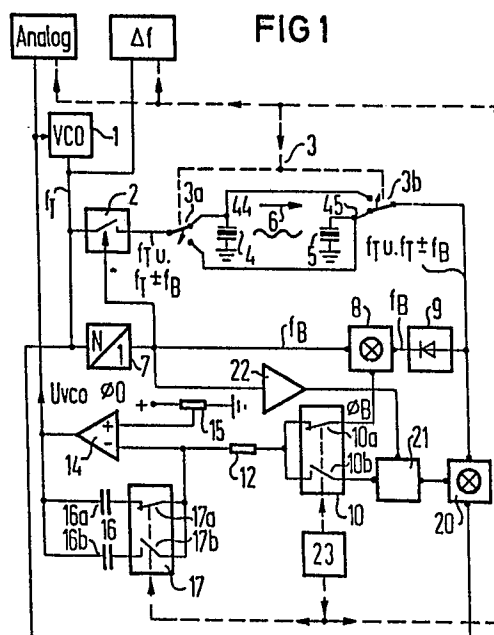 FIG 1
Analog
Δf
VCO
1
fT
2
3
3a
3b
44
45
6
4
5
fT u.
fT ± fB
fT u. fT ± fB
N
1
7
fB
8
fB
9
22
UVCO
ø0
+
15
+
-
14
12
øB
10a
10b
10
21
20
16a
16
16b
17a
17b
17
23